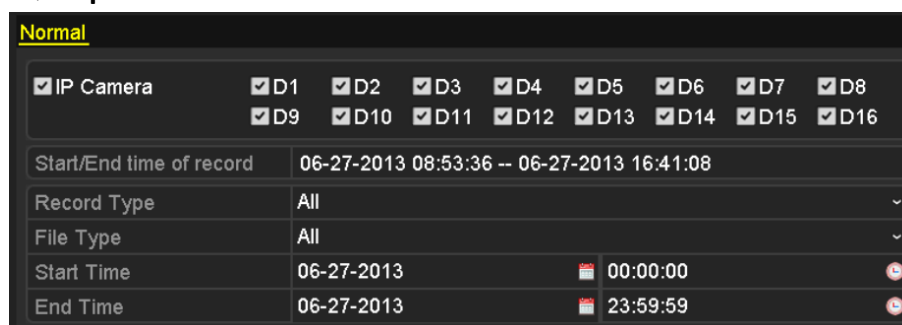 Normal
IP Camera D1 D2 D3 D4 D5 D6 D7 D8
D9 D10 D11 D12 D13 D14 D15 D16
Start/End time of record 06-27-2013 08:53:36 -- 06-27-2013 16:41:08
Record Type All
File Type All
Start Time 06-27-2013 00:00:00
End Time 06-27-2013 23:59:59